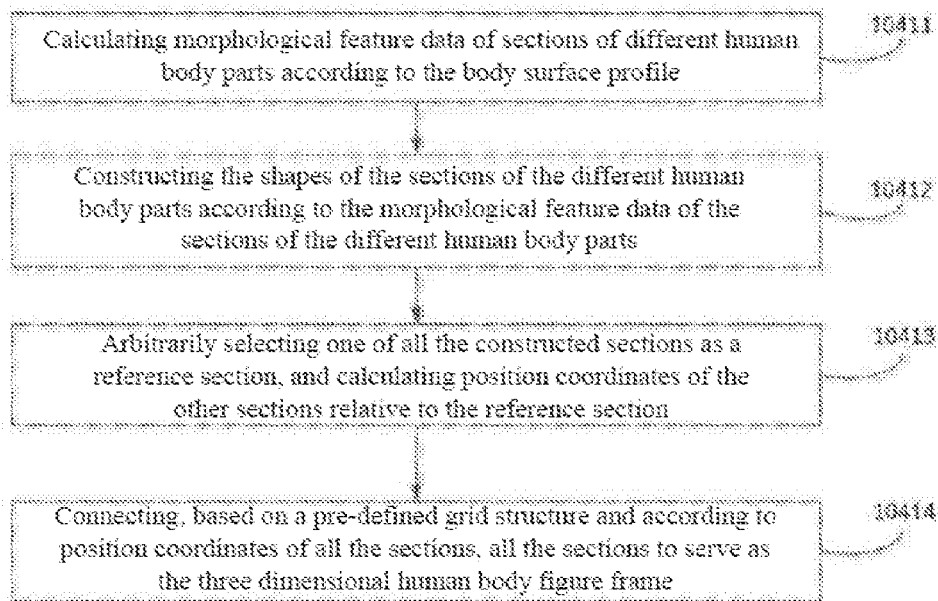 Calculating morphological feature data of sections of different human
body parts according to the body surface profile
10411
Constructing the shapes of the sections of the different human
body parts according to the morphological feature data of the
sections of the different human body parts
10412
Arbitrarily selecting one of all the constructed sections as a
reference section, and calculating position coordinates of the
other sections relative to the reference section
10413
Connecting, based on a pre-defined grid structure and according to
position coordinates of all the sections, all the sections to serve as
the three dimensional human body figure frame
10414